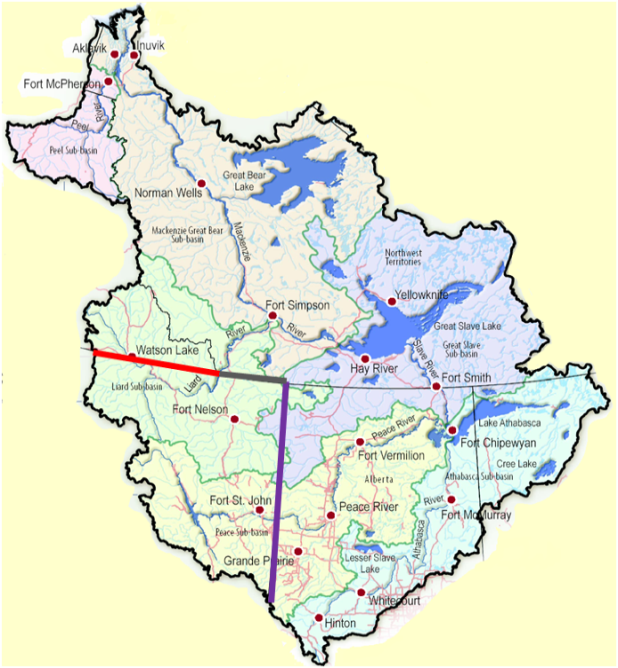 Aklavik
Inuvik
Fort McPherson
Peel
River
Peel Sub-basin
Great Bear
Lake
Norman Wells
Mackenzie Great Bear
Sub-basin
Mackenzie
Northwest
Territories
Yellowknife
Fort Simpson
River
River
Great Slave Lake
Great Slave
Sub-basin
Watson Lake
Hay River
Slave River
Liard
Liard Sub-basin
Fort Smith
Fort Nelson
Peace River
Lake Athabasca
Fort Chipewyan
Fort Vermilion
Cree Lake
Alberta
Athabasca Sub-basin
Fort St. John
Peace River
River
Fort McMurray
Peace Sub-basin
Athabasca
Grande Prairie
Lesser Slave
Lake
Whitecourt
Hinton